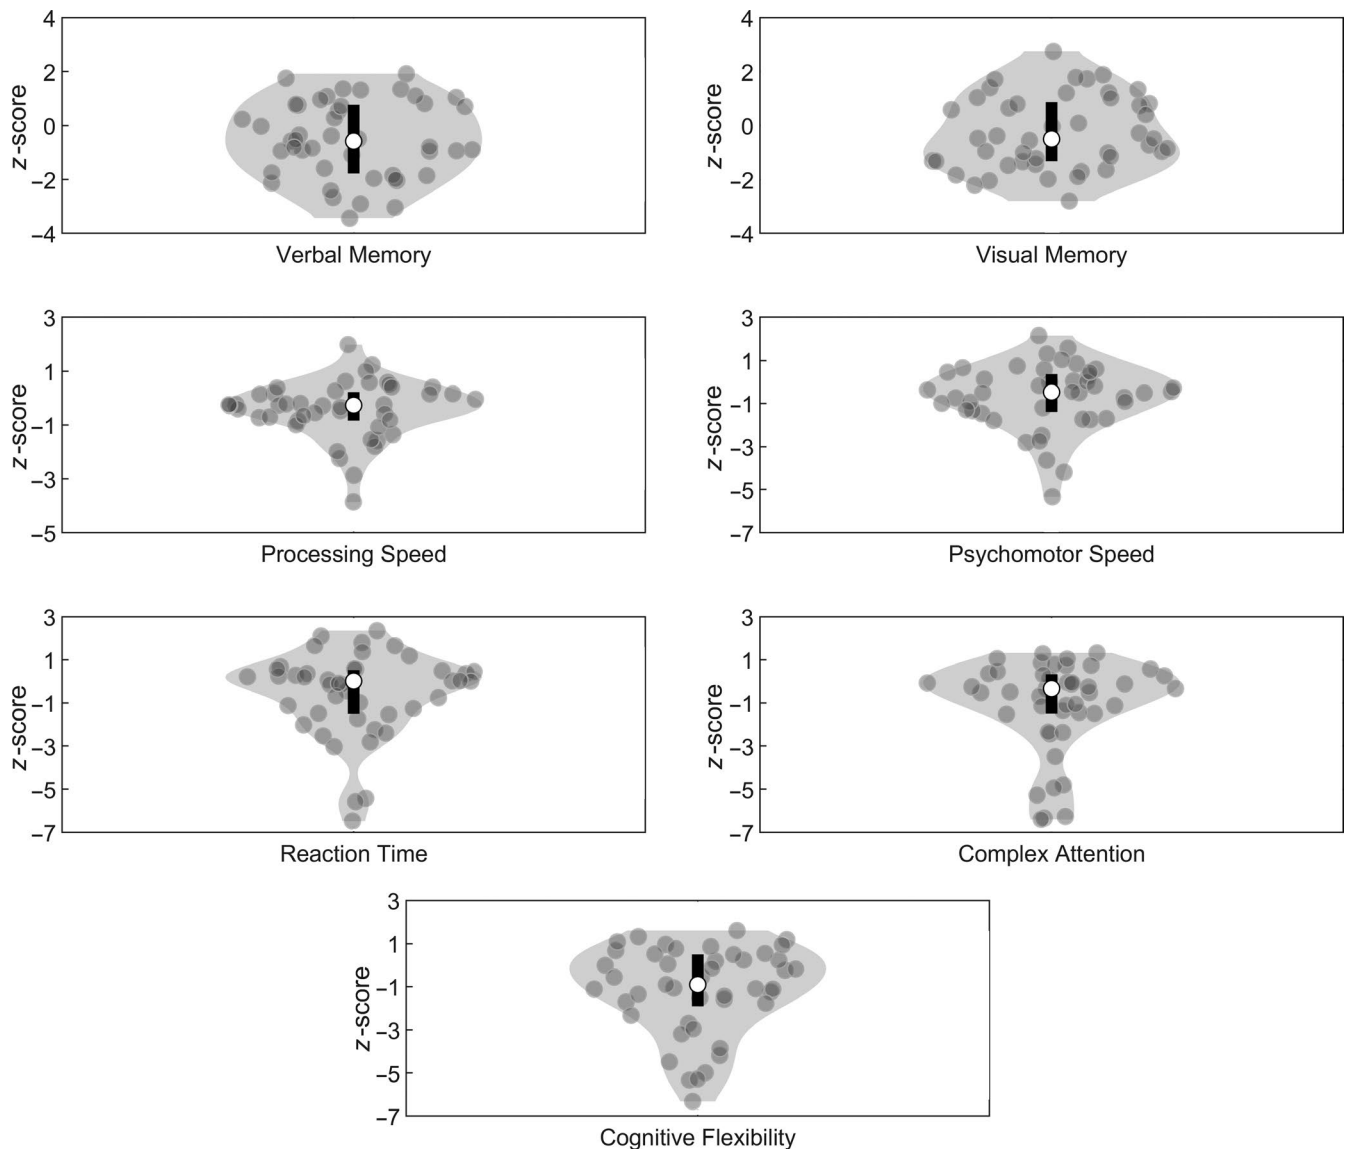 4
2
0
−2
−4
z-score
Verbal Memory
4
2
0
−2
−4
z-score
Visual Memory
3
1
−1
−3
−5
z-score
Processing Speed
3
1
−1
−3
−5
−7
z-score
Psychomotor Speed
3
1
−1
−3
−5
−7
z-score
Reaction Time
3
1
−1
−3
−5
−7
z-score
Complex Attention
3
1
−1
−3
−5
−7
z-score
Cognitive Flexibility